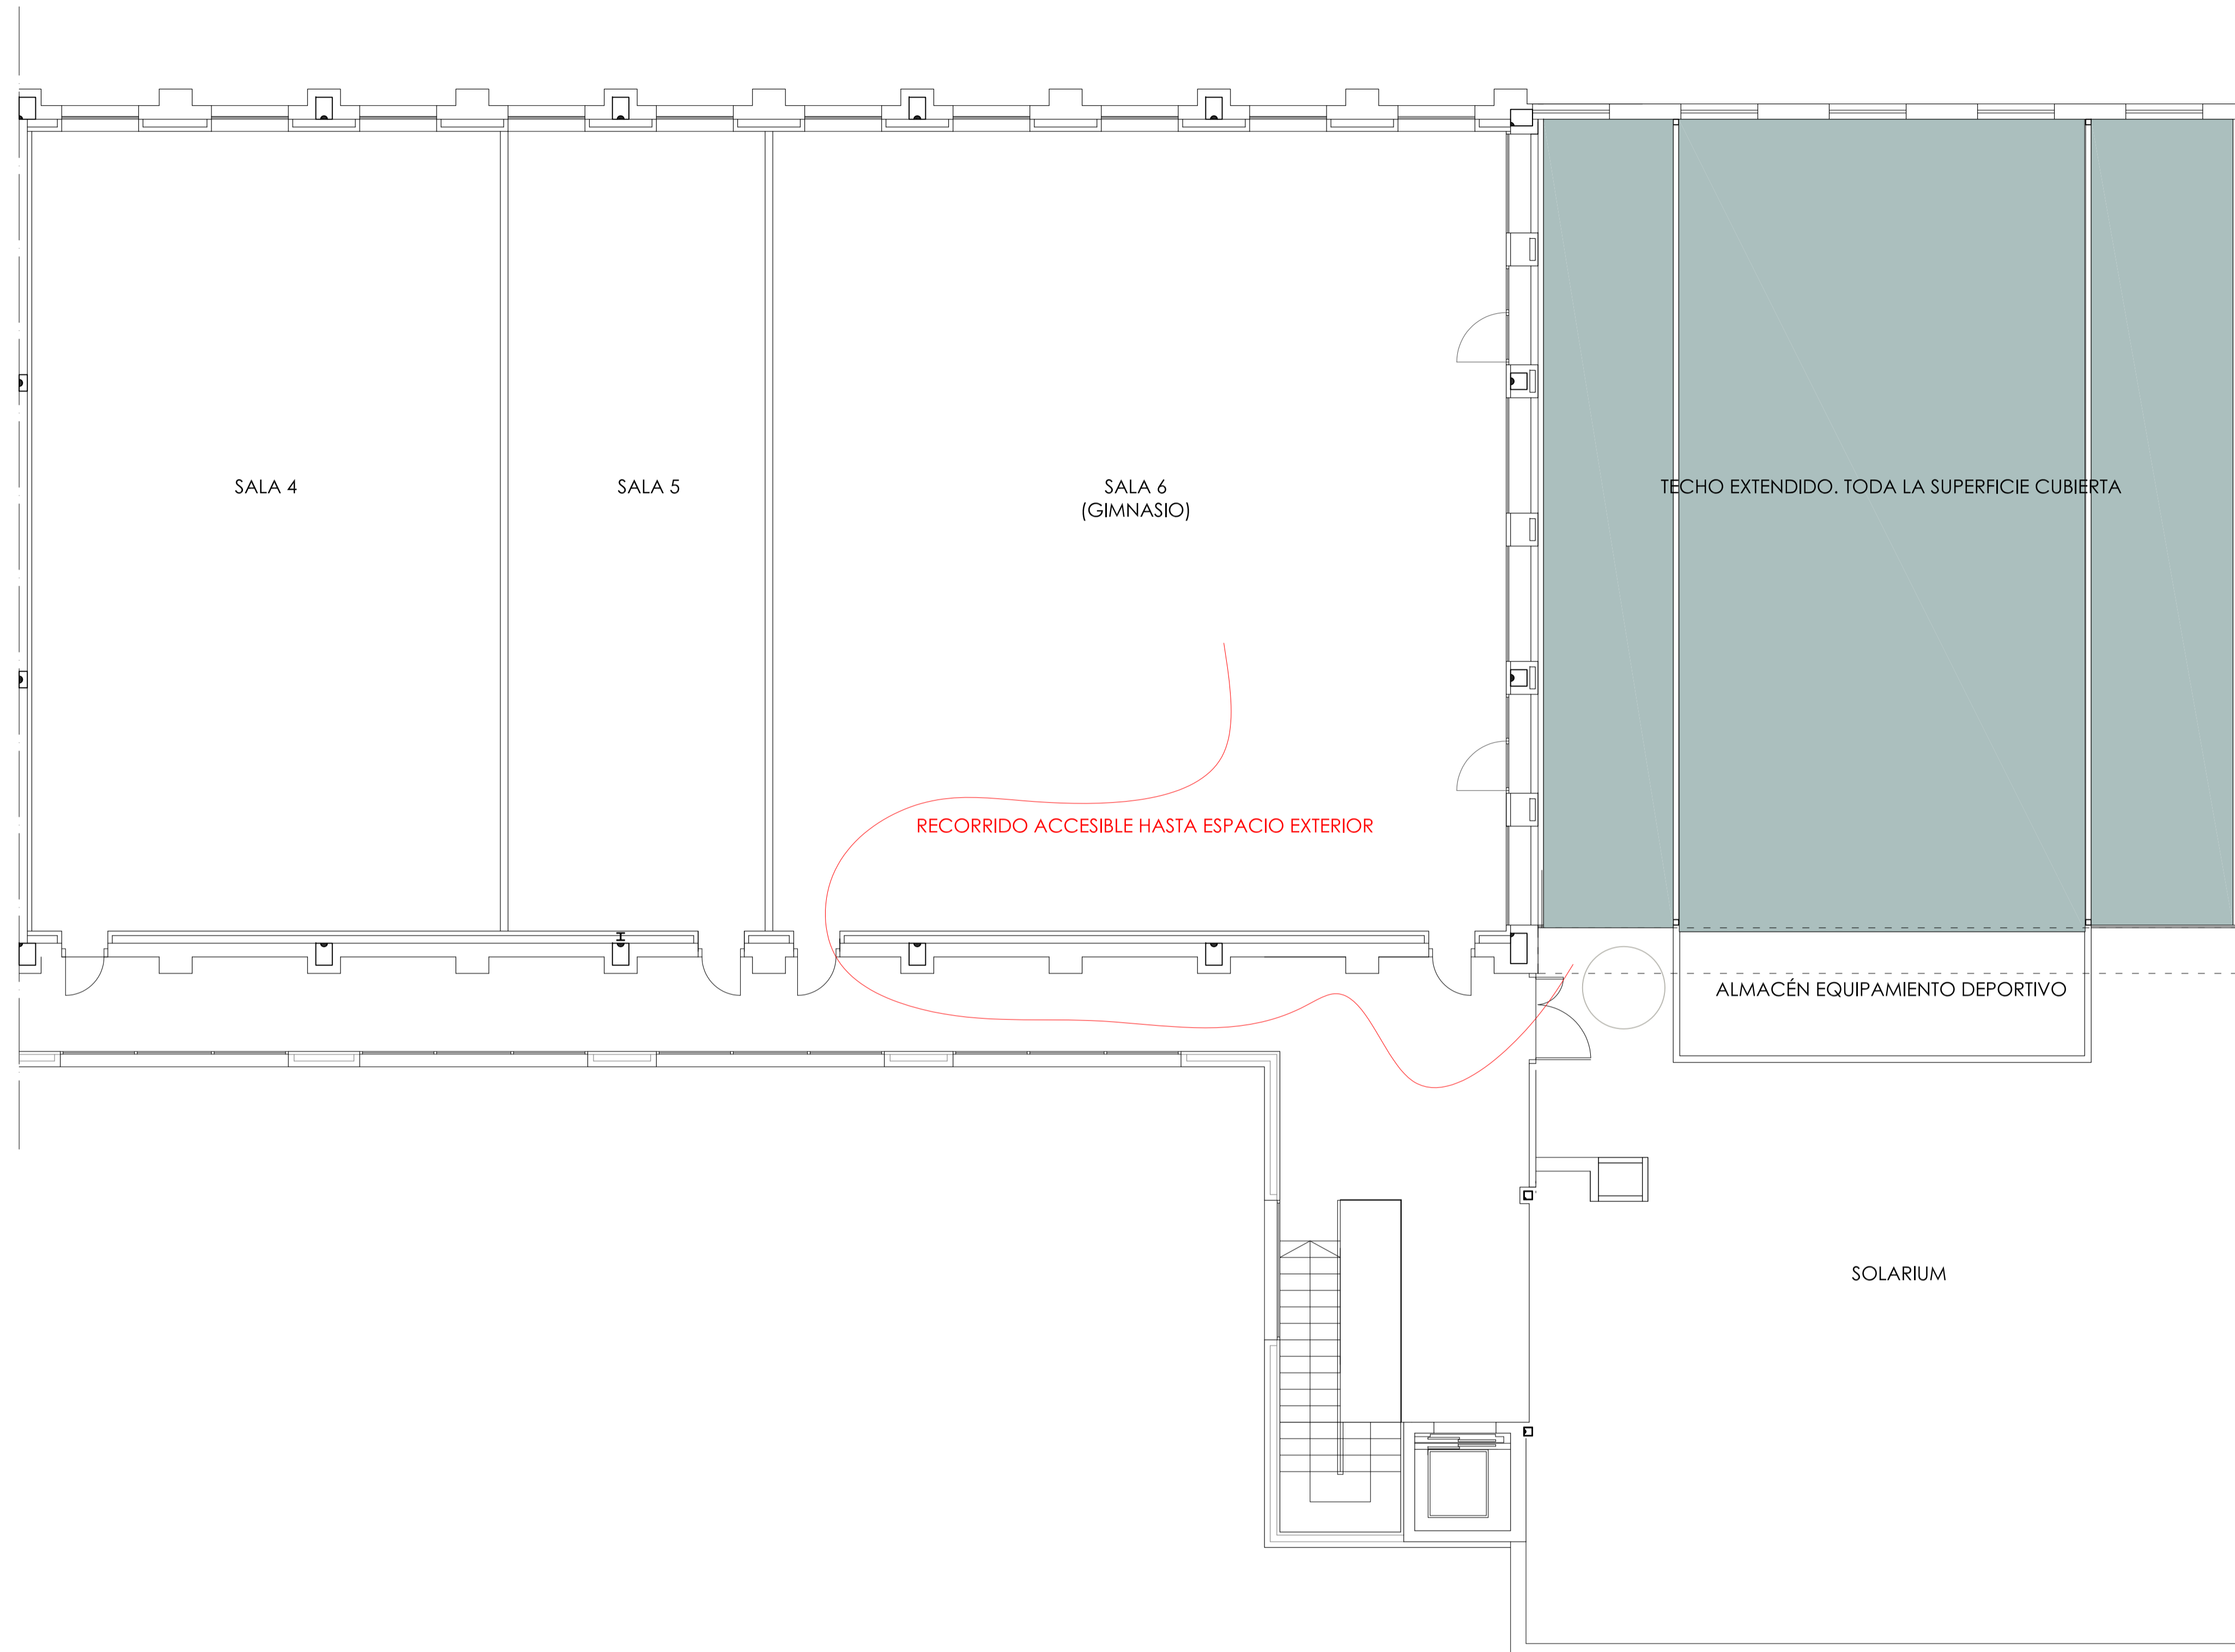 SALA 4
SALA 5
SALA 6
(GIMNASIO)
TECHO EXTENDIDO. TODA LA SUPERFICIE CUBIERTA
RECORRIDO ACCESIBLE HASTA ESPACIO EXTERIOR
ALMACÉN EQUIPAMIENTO DEPORTIVO
SOLARIUM